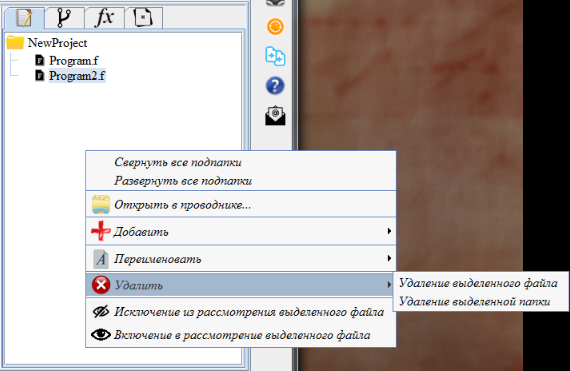 fx
NewProject
Program.f
Program2.f
Свернуть все подпапки
Развернуть все подпапки
Открыть в проводнике...
Добавить
Переименовать
Удалить
Удаление выделенного файла
Удаление выделенной папки
Исключение из рассмотрения выделенного файла
Включение в рассмотрение выделенного файла